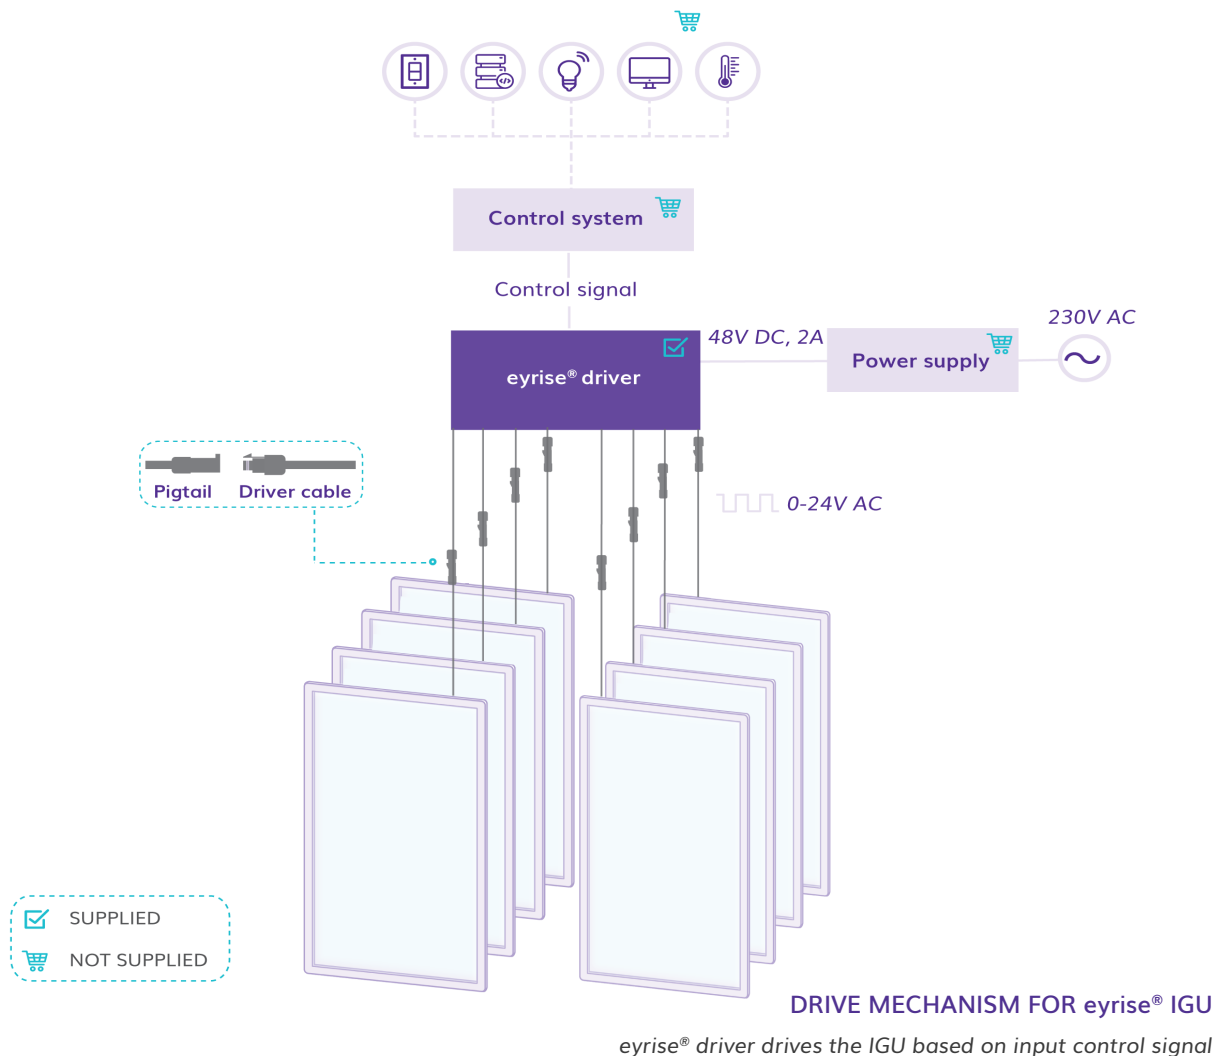 Control system
Control signal
eyrise® driver
48V DC, 2A
Power supply
230V AC
Pigtail
Driver cable
0-24V AC
SUPPLIED
NOT SUPPLIED
DRIVE MECHANISM FOR eyrise® IGU
eyrise® driver drives the IGU based on input control signal